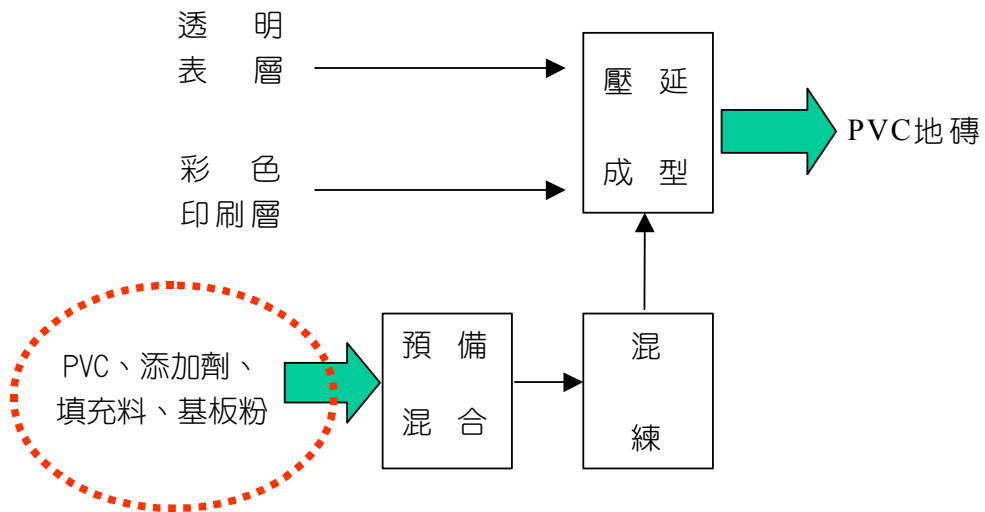 透明
表層
彩色
印刷層
壓延
成型
PVC地磚
PVC、添加劑、
填充料、基板粉
預備
混合
混
練